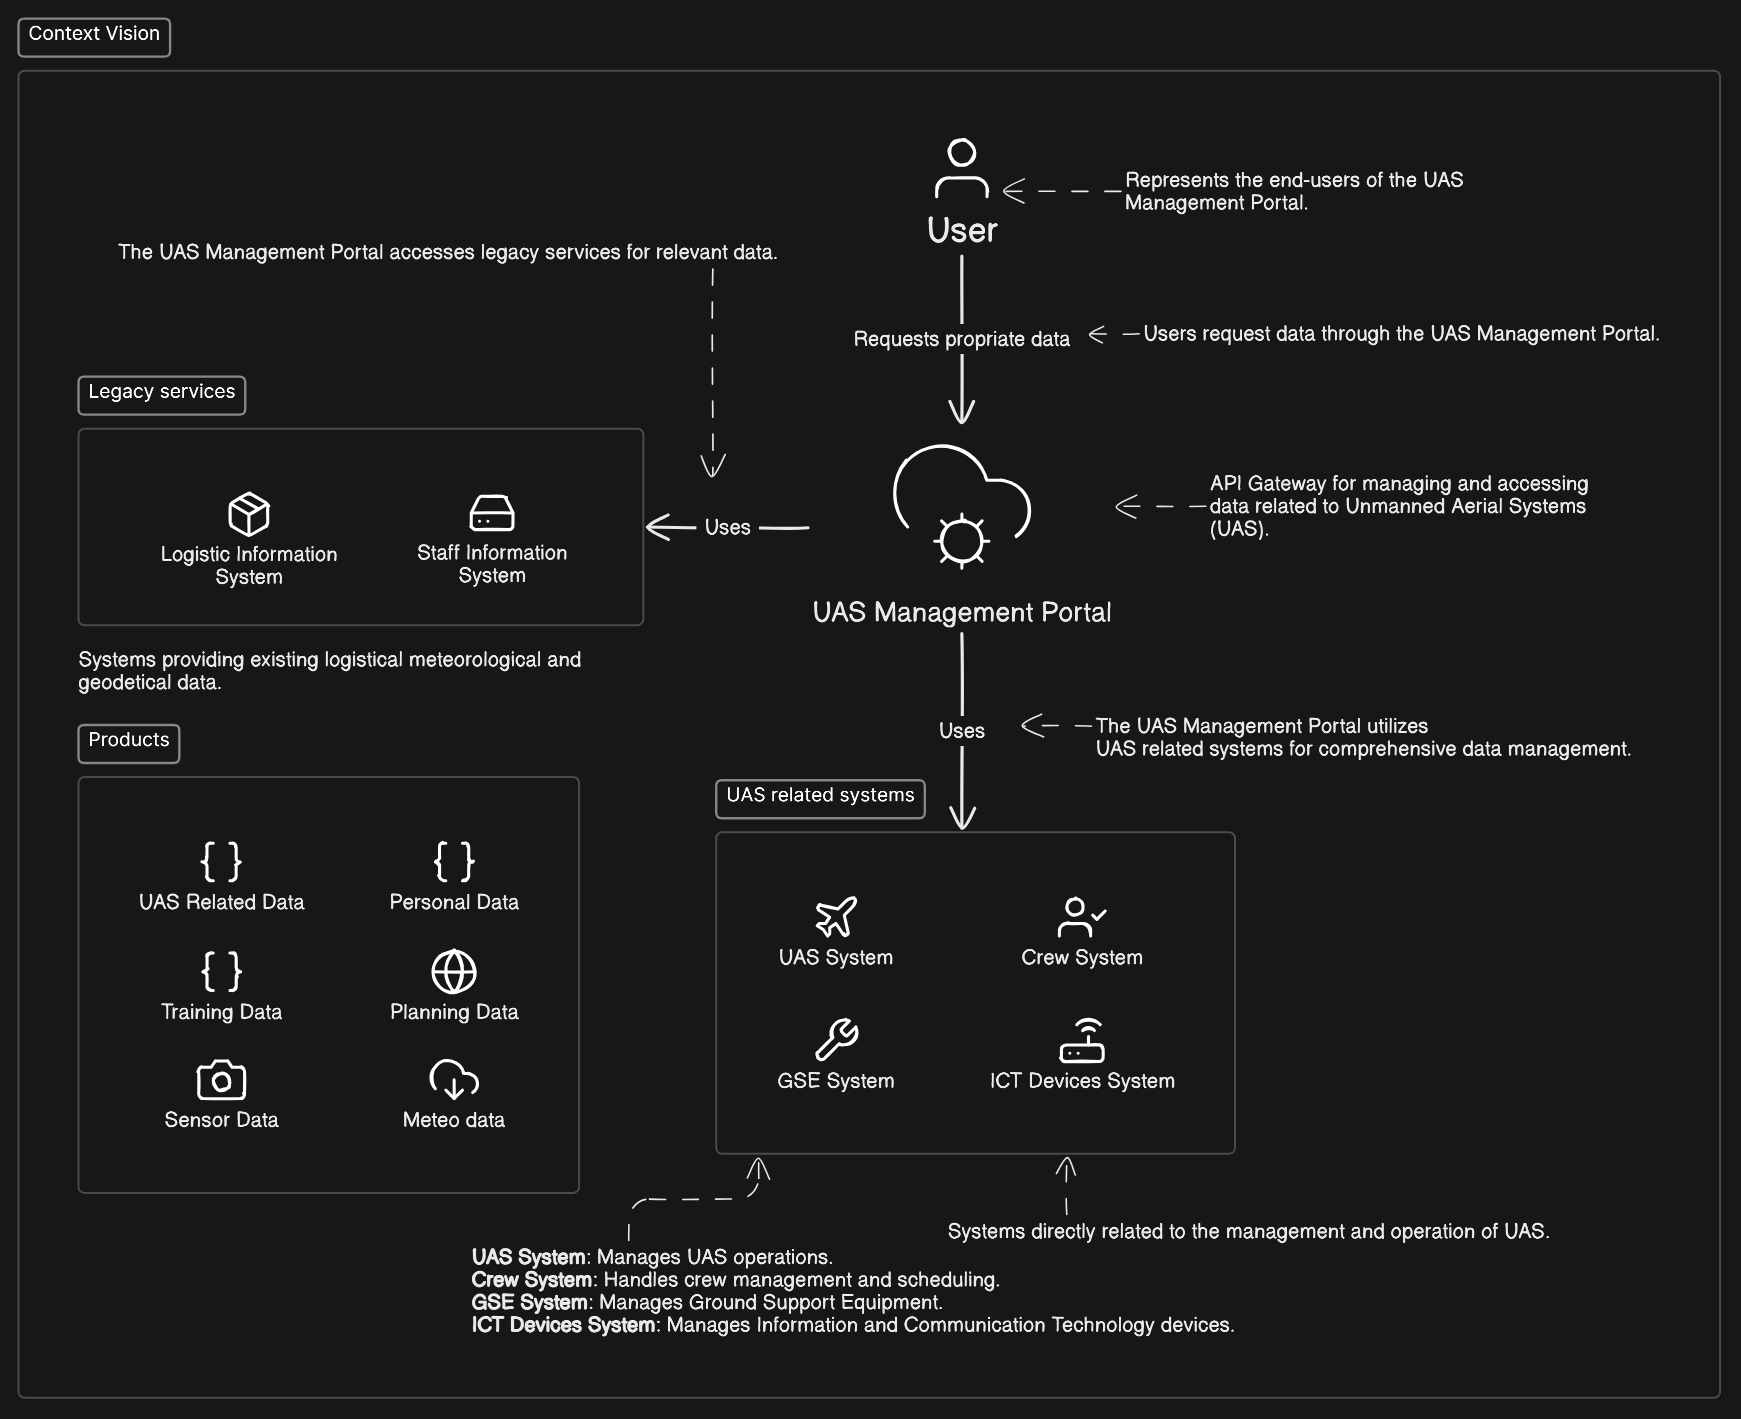 Context Vision
Represents the end-users of the UAS
Management Portal.
User
The UAS Management Portal accesses legacy services for relevant data.
Requests propriate data
Users request data through the UAS Management Portal.
Legacy services
Logistic Information
System
Staff Information
System
Uses
API Gateway for managing and accessing
data related to Unmanned Aerial Systems
(UAS).
UAS Management Portal
Systems providing existing logistical meteorological and
geodetical data.
Uses
The UAS Management Portal utilizes
UAS related systems for comprehensive data management.
Products
UAS Related Data
Personal Data
Training Data
Planning Data
Sensor Data
Meteo data
UAS related systems
UAS System
Crew System
GSE System
ICT Devices System
Systems directly related to the management and operation of UAS.
UAS System: Manages UAS operations.
Crew System: Handles crew management and scheduling.
GSE System: Manages Ground Support Equipment.
ICT Devices System: Manages Information and Communication Technology devices.